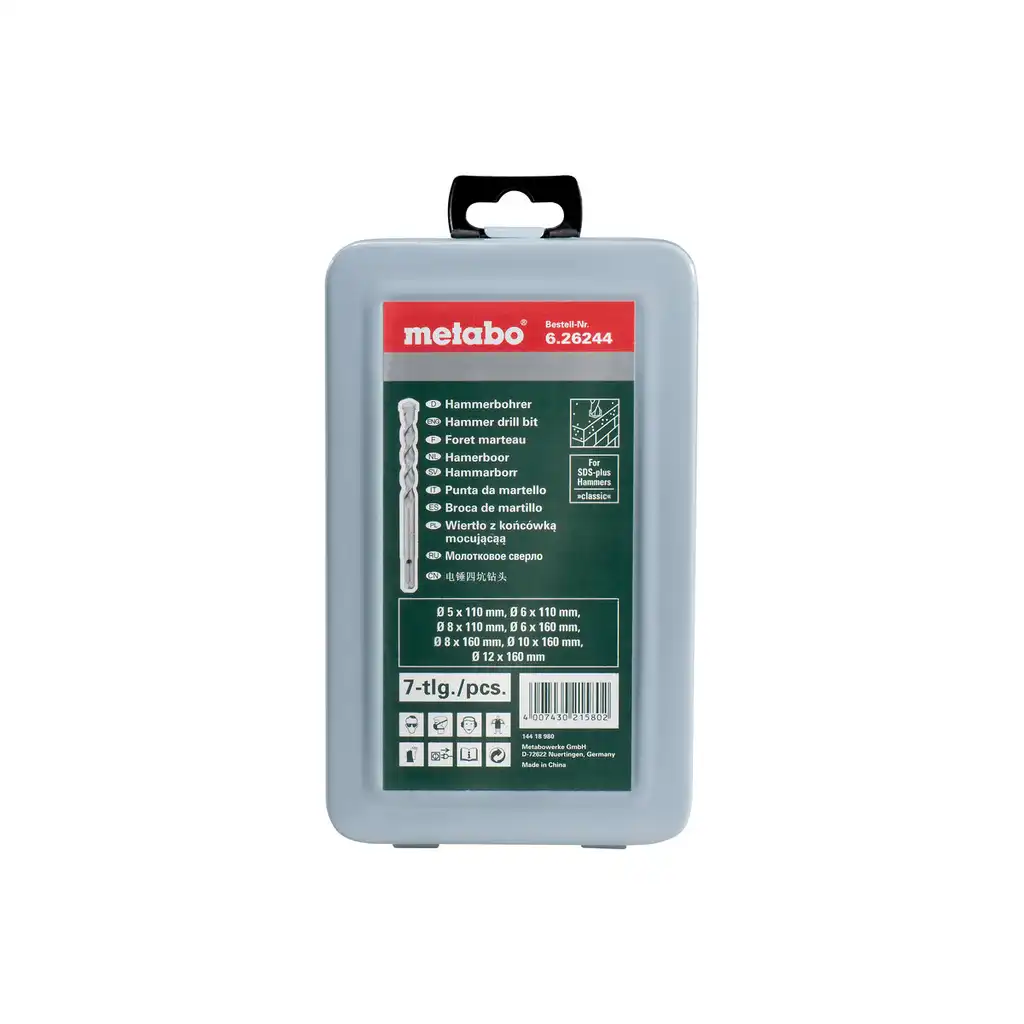 metabo®
Bestell-Nr.
6.26244
D Hammerbohrer
ENG Hammer drill bit
F Foret marteau
NL Hamerboor
SV Hammarborr
IT Punta da martello
ES Broca de martillo
PL Wiertło z końcówką
mocującąą
RU Молотковое сверло
CN 电锤四坑钻头
For
SDS-plus
Hammers
»classic«
Ø 5 x 110 mm, Ø 6 x 110 mm,
Ø 8 x 110 mm, Ø 6 x 160 mm,
Ø 8 x 160 mm, Ø 10 x 160 mm,
Ø 12 x 160 mm
7-tlg./pcs.
4 007430 215802
144 18 980
Metabowerke GmbH
D-72622 Nuertingen, Germany
Made in China